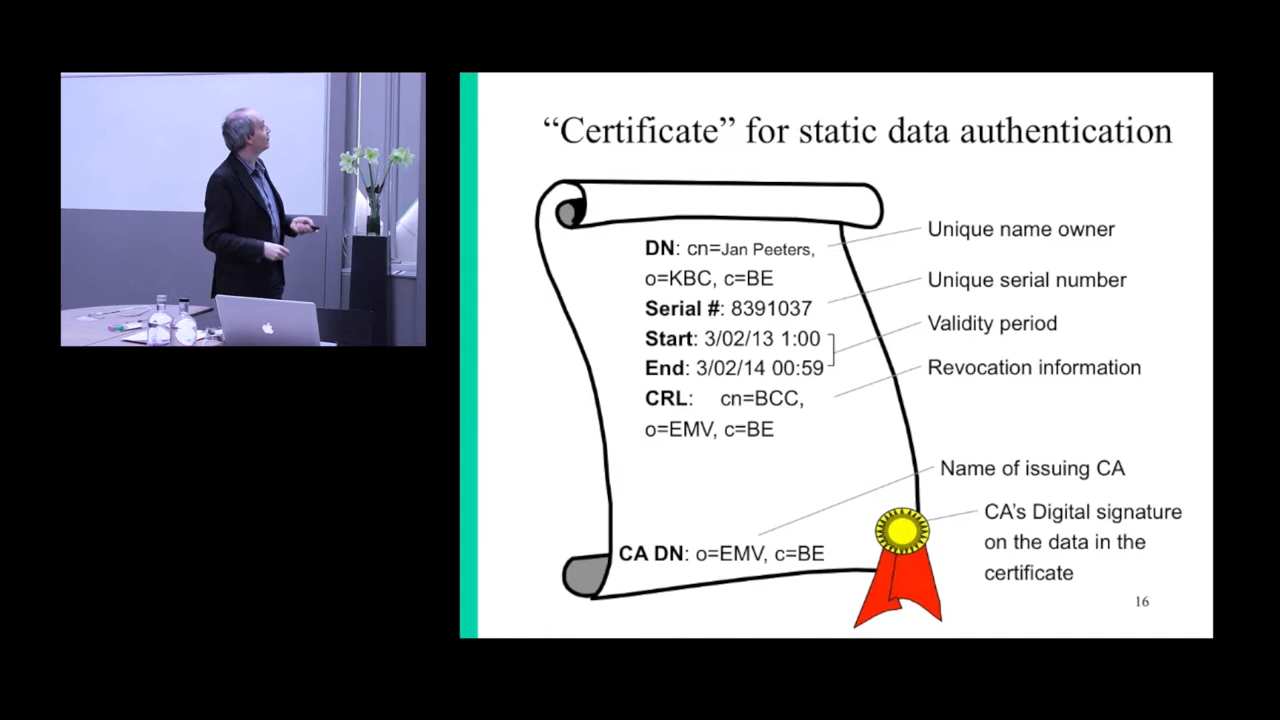 “Certificate” for static data authentication
DN: cn=Jan Peeters,
o=KBC, c=BE
Serial #: 8391037
Start: 3/02/13 1:00
End: 3/02/14 00:59
CRL: cn=BCC,
o=EMV, c=BE
CA DN: o=EMV, c=BE
Unique name owner
Unique serial number
Validity period
Revocation information
Name of issuing CA
CA’s Digital signature
on the data in the
certificate
16